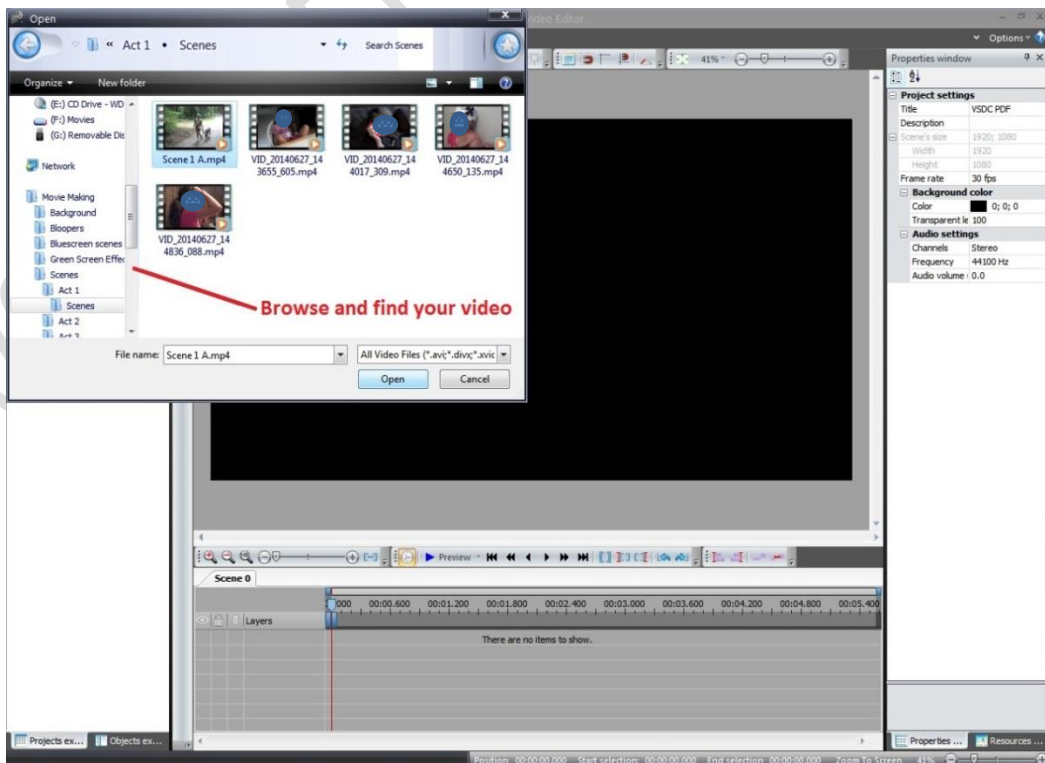 Open
Video Editor
Act 1 • Scenes
Search Scenes
Options
Organize
New folder
41%
Properties window
(E:) CD Drive - WD
(F:) Movies
(G:) Removable Dis
Network
Movie Making
Background
Bloopers
Bluescreen scenes
Green Screen Effec
Scenes
Act 1
Scenes
Act 2
Act 3
Scene 1 A.mp4
VID_20140627_14
3655_605.mp4
VID_20140627_14
4017_309.mp4
VID_20140627_14
4650_135.mp4
VID_20140627_14
4836_088.mp4
Browse and find your video
File name: Scene 1 A.mp4
All Video Files (*.avi;*.divx;*.xvic
Open
Cancel
Project settings
Title VSDC PDF
Description
Scene's size 1920; 1080
Width 1920
Height 1080
Frame rate 30 fps
Background color
Color 0; 0; 0
Transparent le 100
Audio settings
Channels Stereo
Frequency 44100 Hz
Audio volume 0.0
Preview
Scene 0
000 00:00.600 00:01.200 00:01.800 00:02.400 00:03.000 00:03.600 00:04.200 00:04.800 00:05.400
Layers
There are no items to show.
Projects ex...
Objects ex...
Properties ...
Resources ...
Position 00:00:00.000 Start selection: 00:00:00.000 End selection 00:00:00.000 Zoom To Screen 41%